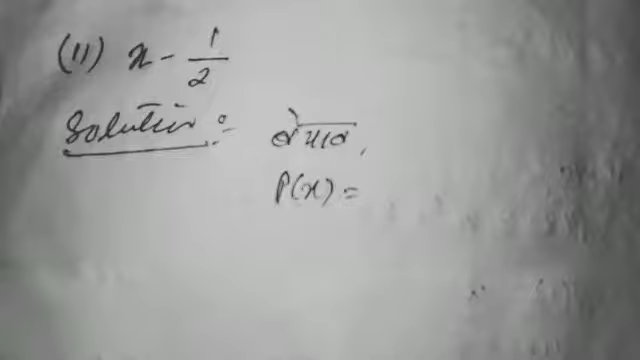 (11) x - 1/2
Solution :-
देयाव,
P(x) =